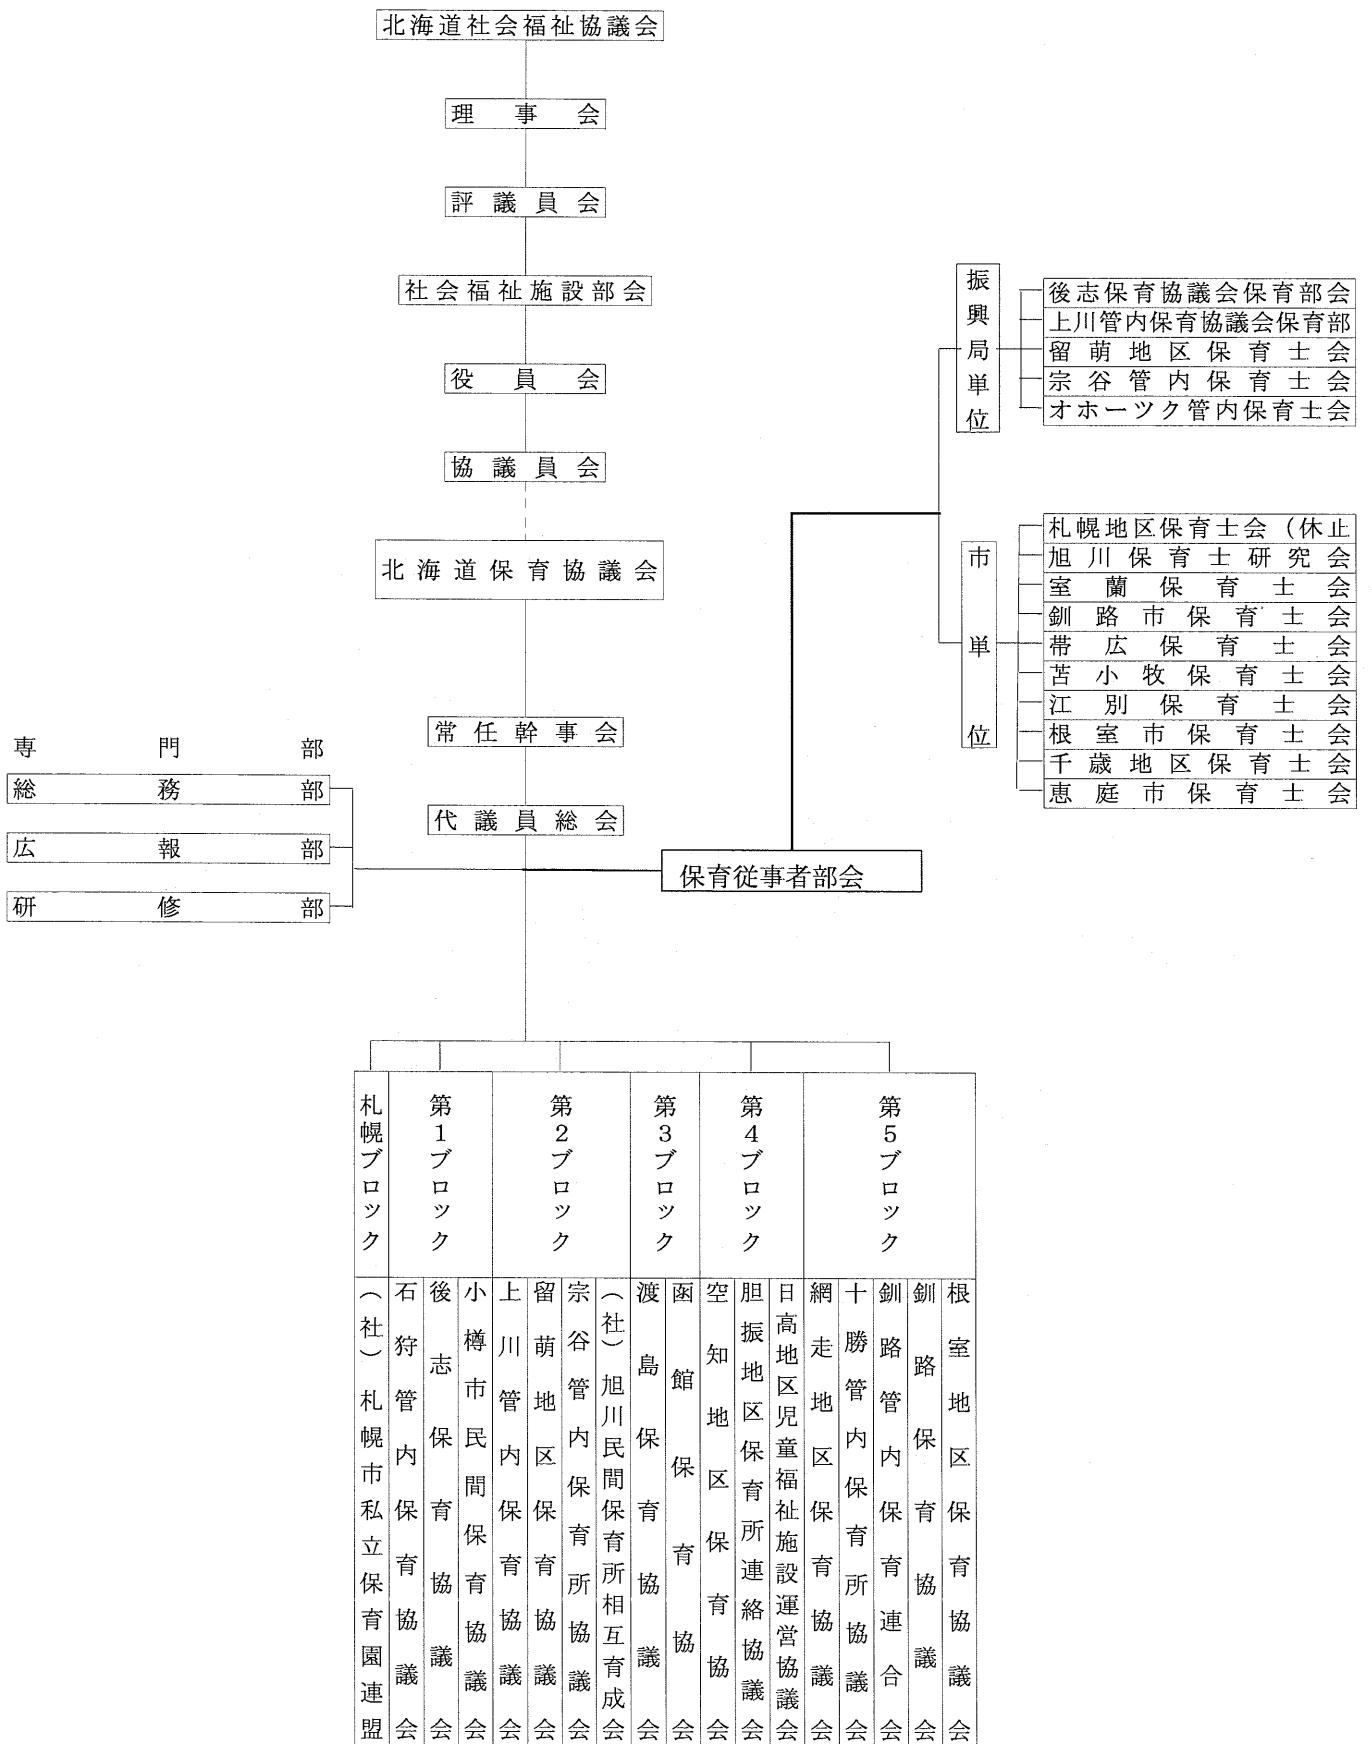 北海道社会福祉協議会
理事会
評議員会
社会福祉施設部会
役員会
協議員会
北海道保育協議会
常任幹事会
代議員総会
専門部
総務部
広報部
研修部
保育従事者部会
振興局単位
後志保育協議会保育部会
上川管内保育協議会保育部
留萌地区保育士会
宗谷管内保育士会
オホーツク管内保育士会
市単位
札幌地区保育士会（休止
旭川保育士研究会
室蘭保育士会
釧路市保育士会
帯広保育士会
苫小牧保育士会
江別保育士会
根室市保育士会
千歳地区保育士会
恵庭市保育士会
札幌ブロック
第1ブロック
第2ブロック
第3ブロック
第4ブロック
第5ブロック
（社）札幌市私立保育園連盟
石狩管内保育協議会
後志保育協議会
小樽市民間保育協議会
上川管内保育協議会
留萌地区保育協議会
宗谷管内保育所協議会
（社）旭川民間保育所相互育成会
渡島保育協議会
函館保育協会
空知地区保育協会
胆振地区保育所連絡協議会
日高地区児童福祉施設運営協議会
網走地区保育協議会
十勝管内保育所協議会
釧路管内保育連合会
釧路保育協議会
根室地区保育協議会